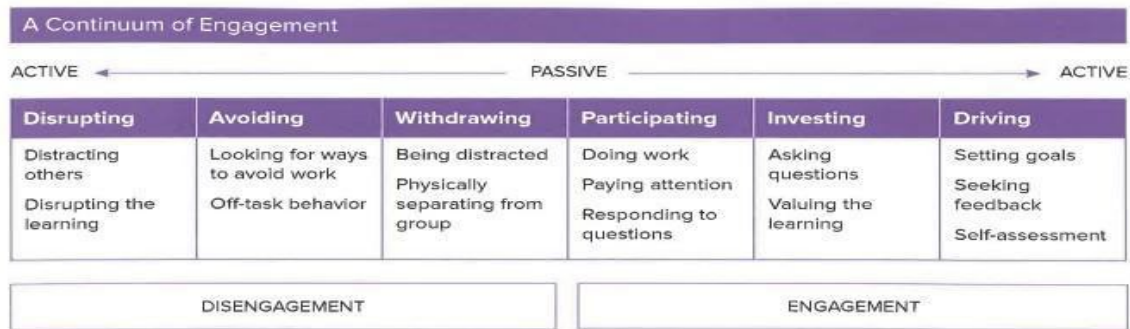 A Continuum of Engagement
ACTIVE PASSIVE ACTIVE
Disrupting Avoiding Withdrawing Participating Investing Driving
Distracting
others
Disrupting the
learning
Looking for ways
to avoid work
Off-task behavior
Being distracted
Physically
separating from
group
Doing work
Paying attention
Responding to
questions
Asking
questions
Valuing the
learning
Setting goals
Seeking
feedback
Self-assessment
DISENGAGEMENT ENGAGEMENT